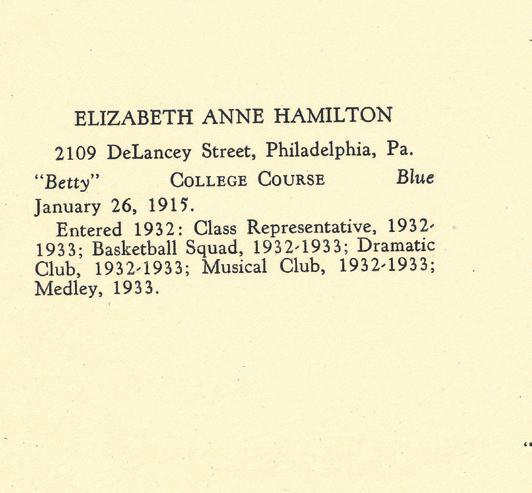 ELIZABETH ANNE HAMILTON
2109 DeLancey Street, Philadelphia, Pa.
"Betty" COLLEGE COURSE Blue
January 26, 1915.
Entered 1932: Class Representative, 1932-
1933; Basketball Squad, 1932-1933; Dramatic
Club, 1932-1933; Musical Club, 1932-1933;
Medley, 1933.